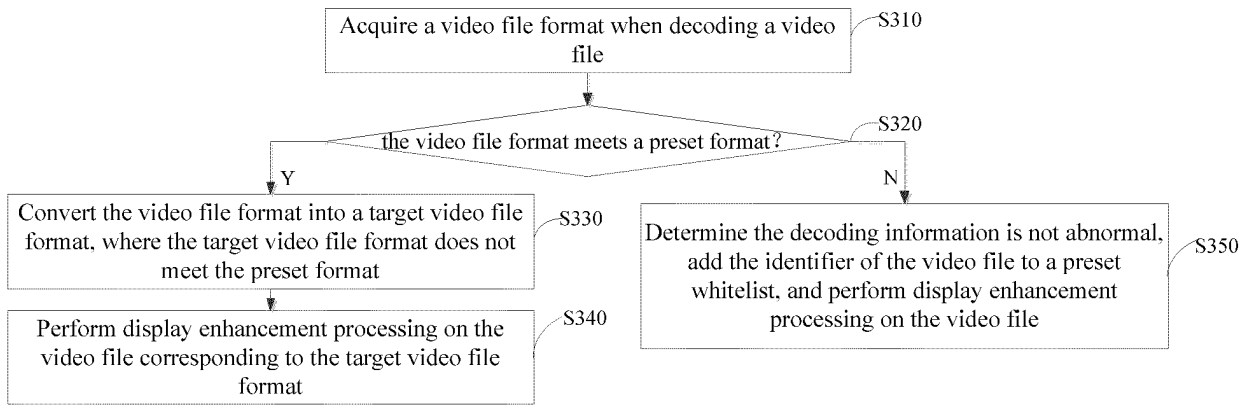 Acquire a video file format when decoding a video
file
S310
the video file format meets a preset format?
S320
Y
N
Convert the video file format into a target video file
format, where the target video file format does not
meet the preset format
S330
Determine the decoding information is not abnormal,
add the identifier of the video file to a preset
whitelist, and perform display enhancement
processing on the video file
S350
Perform display enhancement processing on the
video file corresponding to the target video file
format
S340